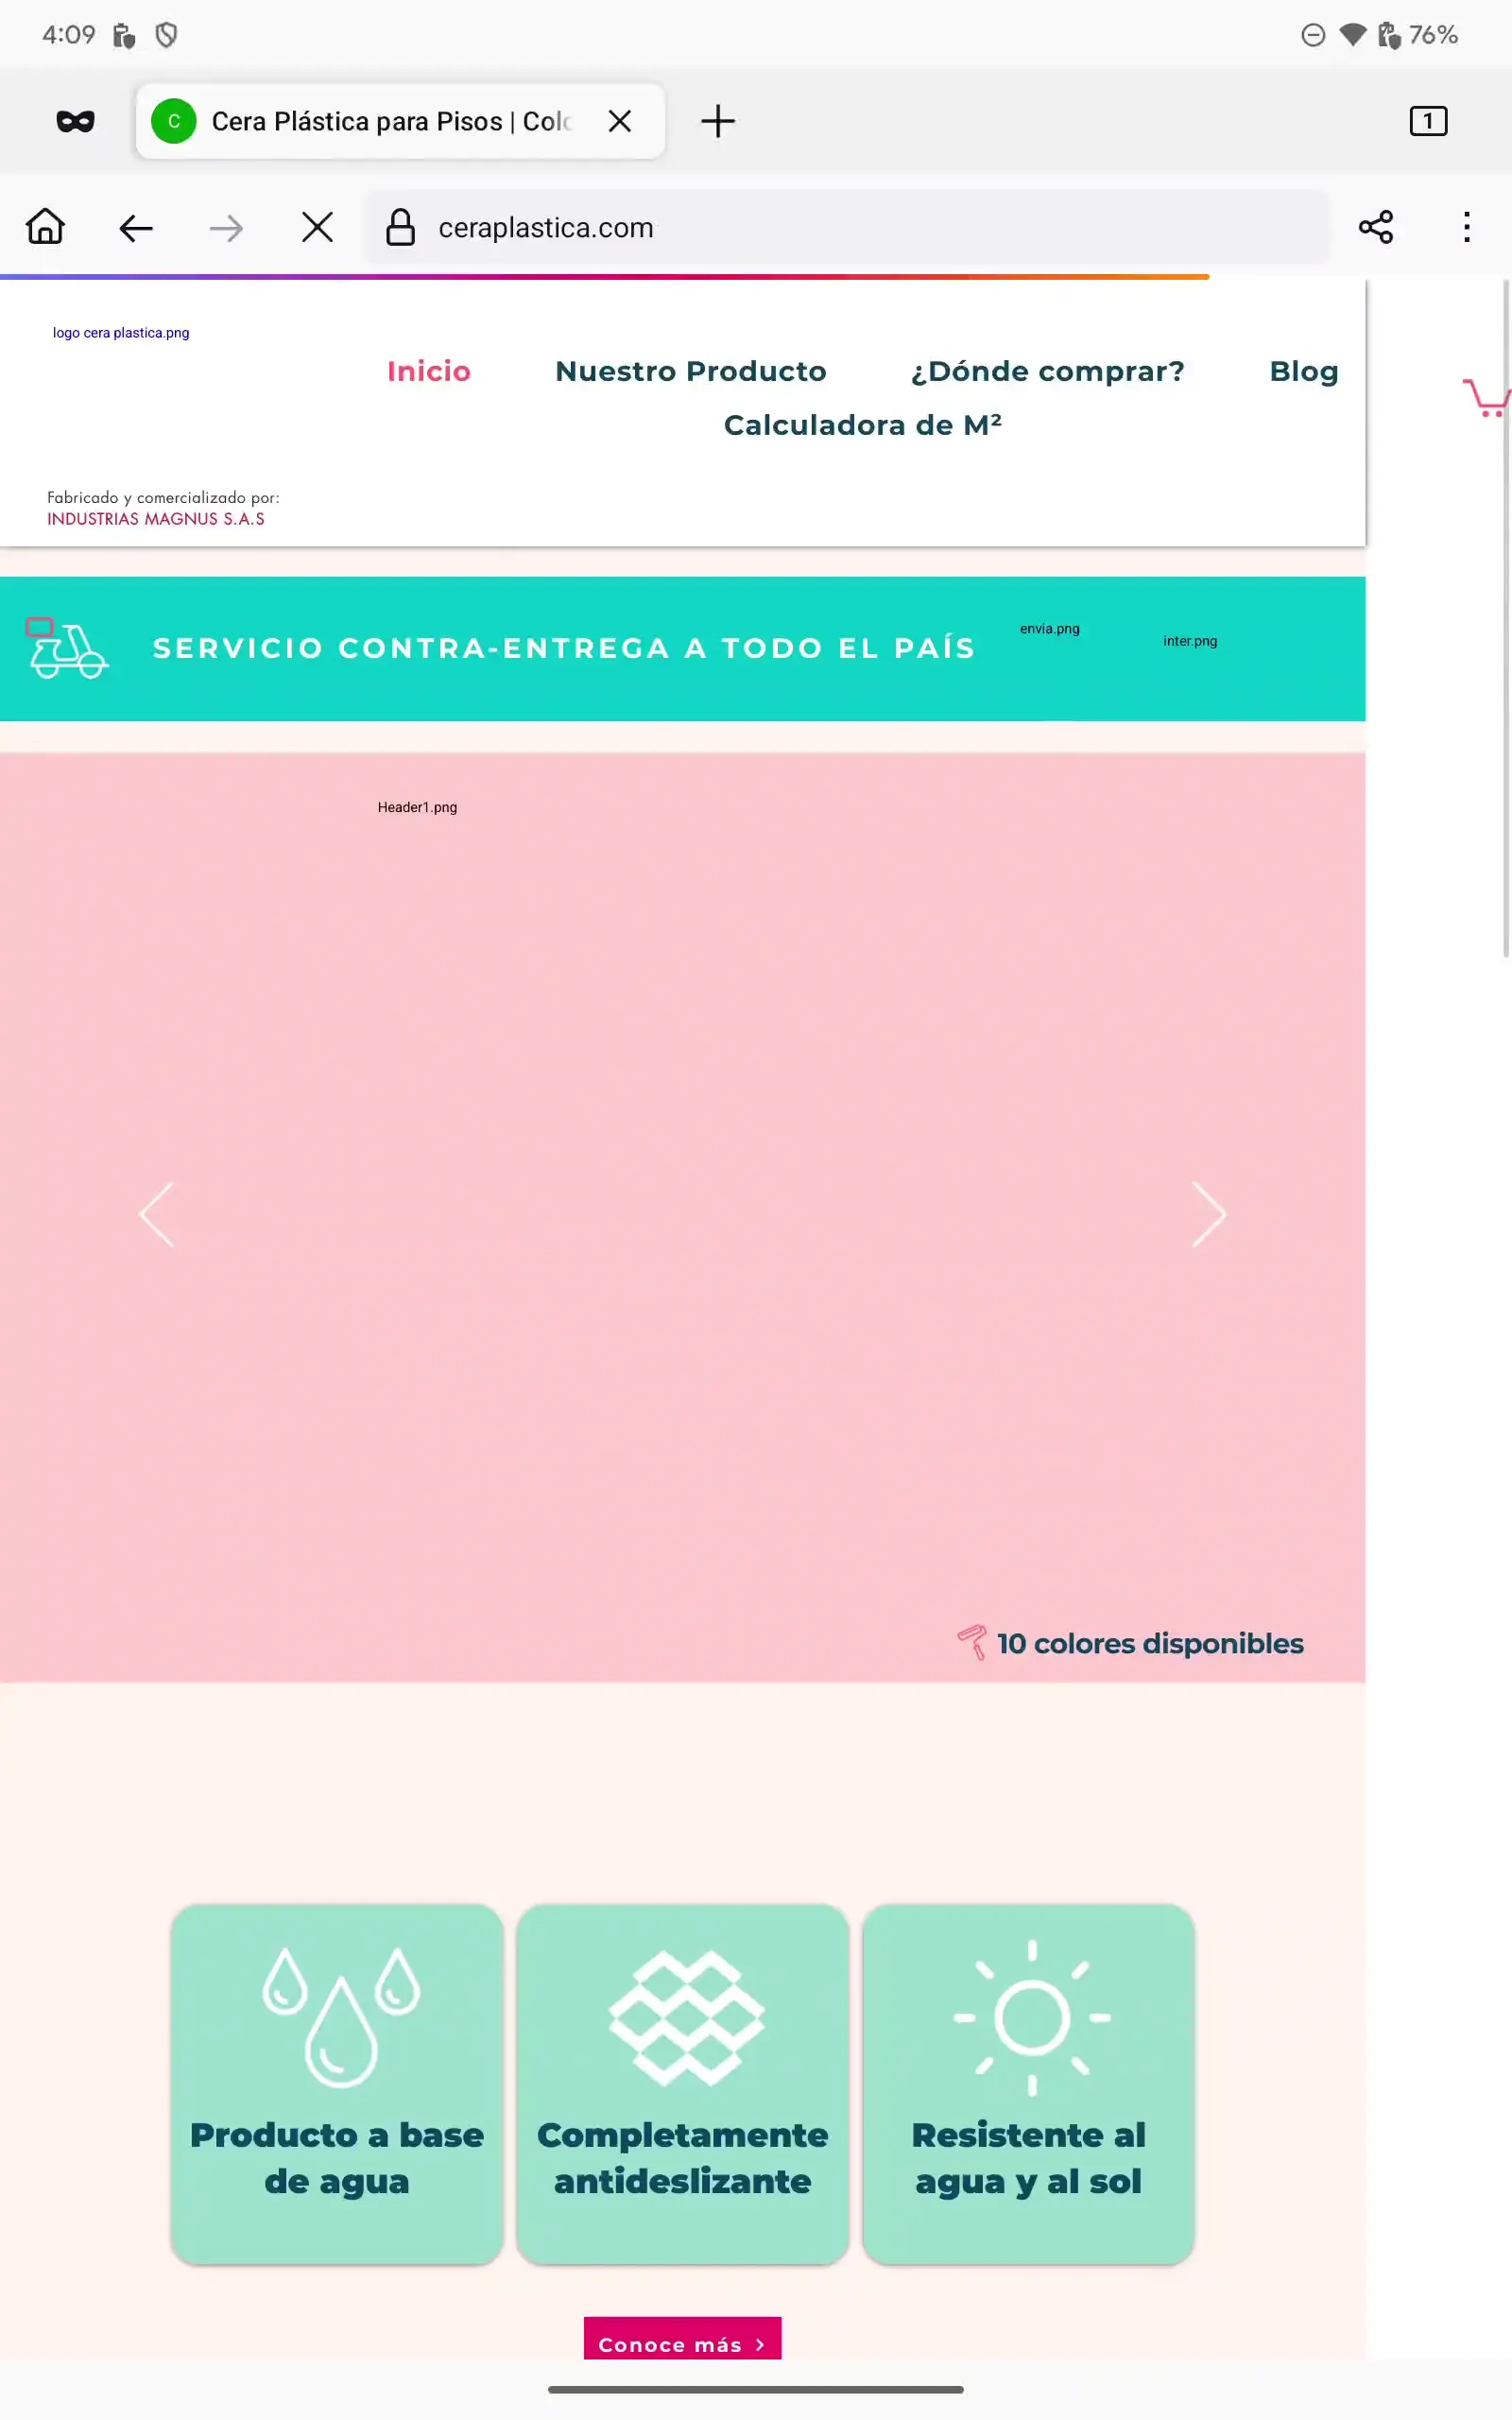 4:09
76%
C
Cera Plástica para Pisos | Colo
1
ceraplastica.com
logo cera plastica.png
Inicio
Nuestro Producto
¿Dónde comprar?
Blog
Calculadora de M²
Fabricado y comercializado por:
INDUSTRIAS MAGNUS S.A.S
SERVICIO CONTRA-ENTREGA A TODO EL PAÍS
envia.png
inter.png
Header1.png
10 colores disponibles
Producto a base
de agua
Completamente
antideslizante
Resistente al
agua y al sol
Conoce más >